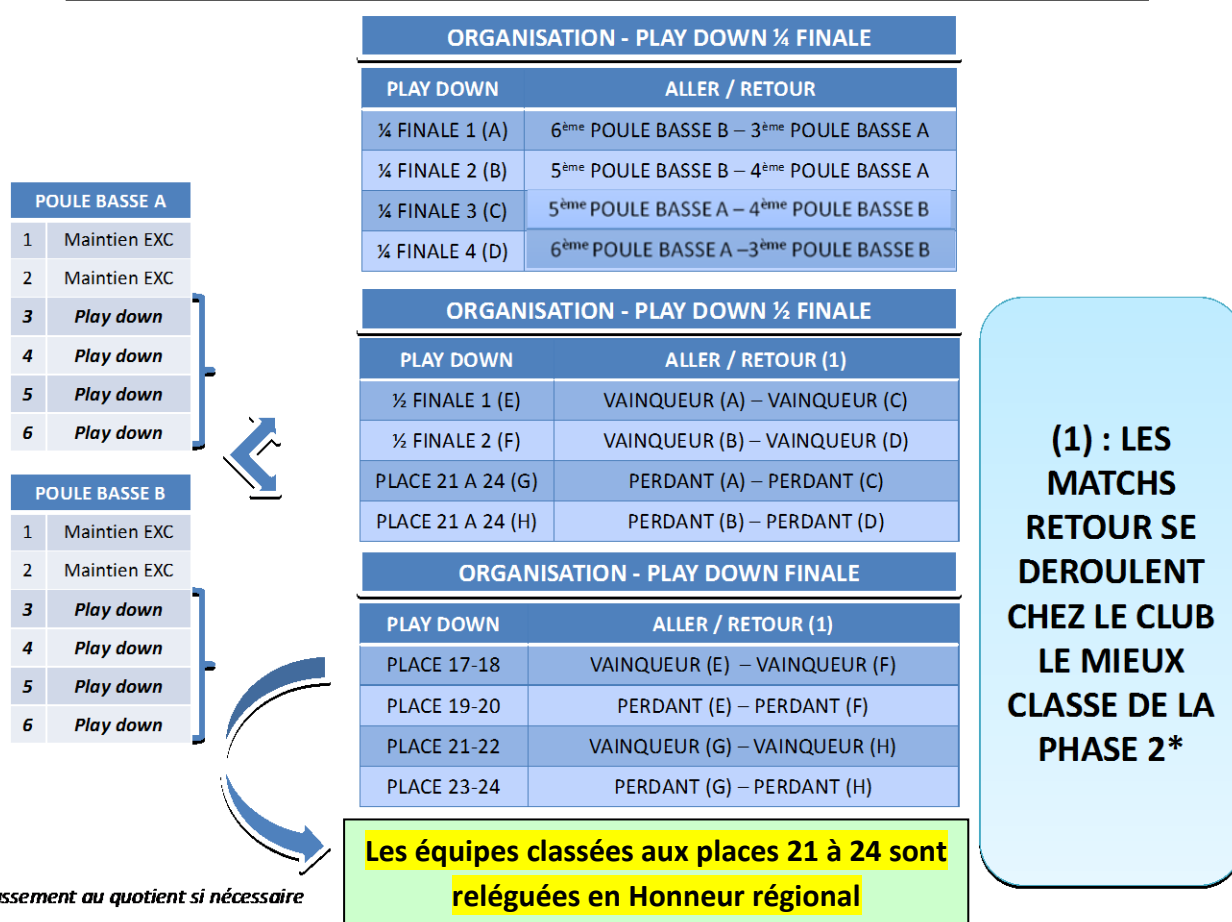 ORGANISATION - PLAY DOWN ¼ FINALE
PLAY DOWN ALLER / RETOUR
¼ FINALE 1 (A) 6ème POULE BASSE B – 3ème POULE BASSE A
¼ FINALE 2 (B) 5ème POULE BASSE B – 4ème POULE BASSE A
¼ FINALE 3 (C) 5ème POULE BASSE A – 4ème POULE BASSE B
¼ FINALE 4 (D) 6ème POULE BASSE A –3ème POULE BASSE B
POULE BASSE A
1 Maintien EXC
2 Maintien EXC
3 Play down
4 Play down
5 Play down
6 Play down
POULE BASSE B
1 Maintien EXC
2 Maintien EXC
3 Play down
4 Play down
5 Play down
6 Play down
ORGANISATION - PLAY DOWN ½ FINALE
PLAY DOWN ALLER / RETOUR (1)
½ FINALE 1 (E) VAINQUEUR (A) – VAINQUEUR (C)
½ FINALE 2 (F) VAINQUEUR (B) – VAINQUEUR (D)
PLACE 21 A 24 (G) PERDANT (A) – PERDANT (C)
PLACE 21 A 24 (H) PERDANT (B) – PERDANT (D)
ORGANISATION - PLAY DOWN FINALE
PLAY DOWN ALLER / RETOUR (1)
PLACE 17-18 VAINQUEUR (E) – VAINQUEUR (F)
PLACE 19-20 PERDANT (E) – PERDANT (F)
PLACE 21-22 VAINQUEUR (G) – VAINQUEUR (H)
PLACE 23-24 PERDANT (G) – PERDANT (H)
(1) : LES
MATCHS
RETOUR SE
DEROULENT
CHEZ LE CLUB
LE MIEUX
CLASSE DE LA
PHASE 2*
Les équipes classées aux places 21 à 24 sont
reléguées en Honneur régional
au quotient si nécessaire